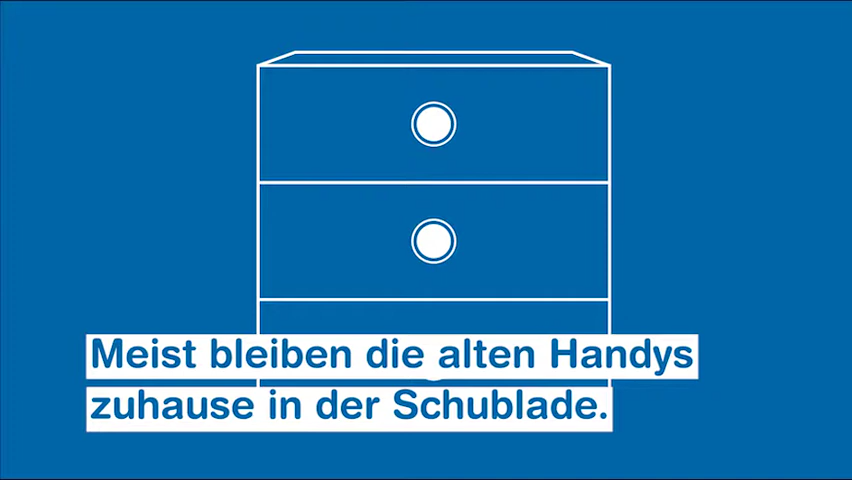 Meist bleiben die alten Handys
zuhause in der Schublade.